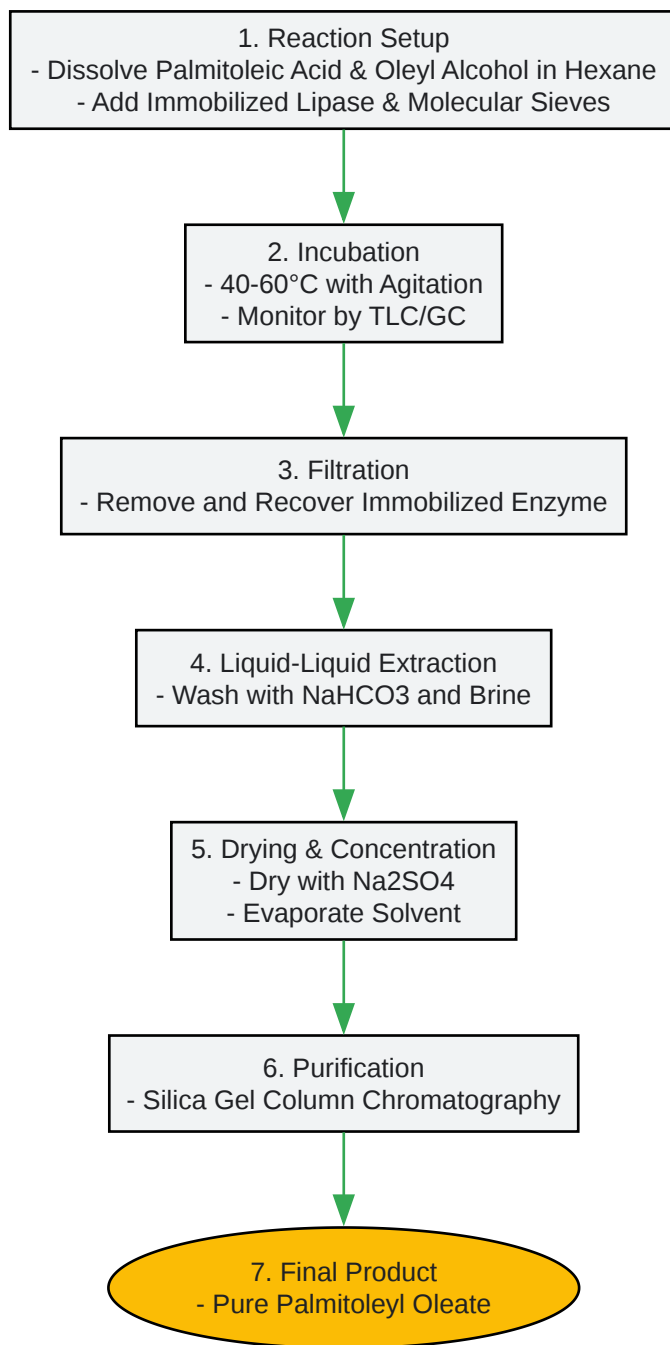 1. Reaction Setup
- Dissolve Palmitoleic Acid & Oleyl Alcohol in Hexane
- Add Immobilized Lipase & Molecular Sieves
2. Incubation
- 40-60°C with Agitation
- Monitor by TLC/GC
3. Filtration
- Remove and Recover Immobilized Enzyme
4. Liquid-Liquid Extraction
- Wash with NaHCO3 and Brine
5. Drying & Concentration
- Dry with Na2SO4
- Evaporate Solvent
6. Purification
- Silica Gel Column Chromatography
7. Final Product
- Pure Palmitoleyl Oleate